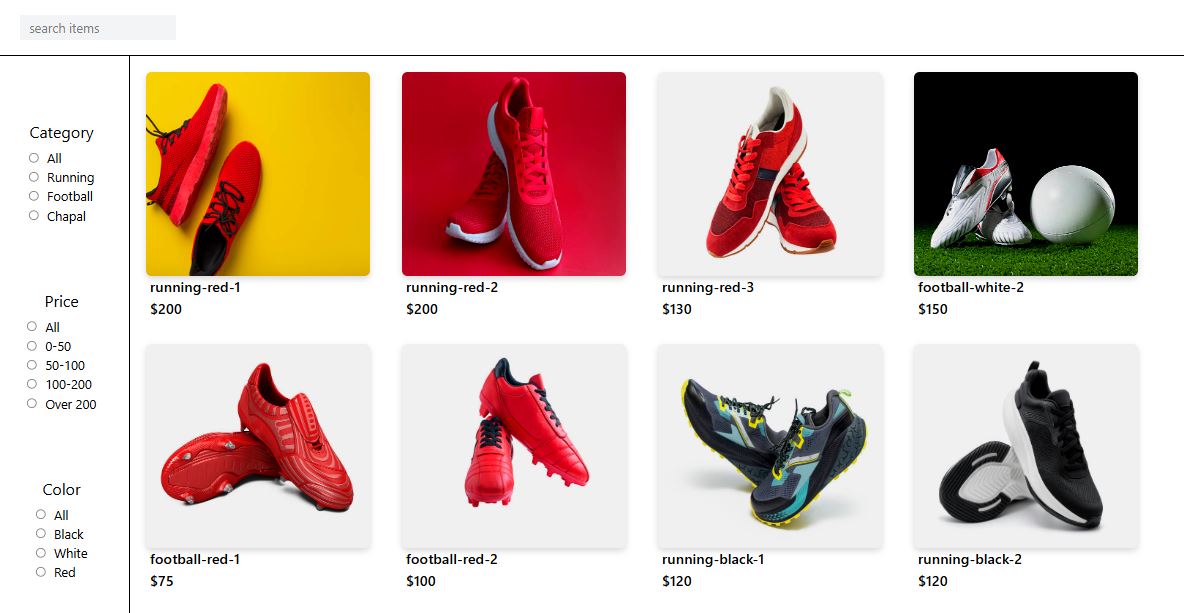 search items
Category
All
Running
Football
Chapal
Price
All
0-50
50-100
100-200
Over 200
Color
All
Black
White
Red
running-red-1
$200
running-red-2
$200
running-red-3
$130
football-white-2
$150
football-red-1
$75
football-red-2
$100
running-black-1
$120
running-black-2
$120